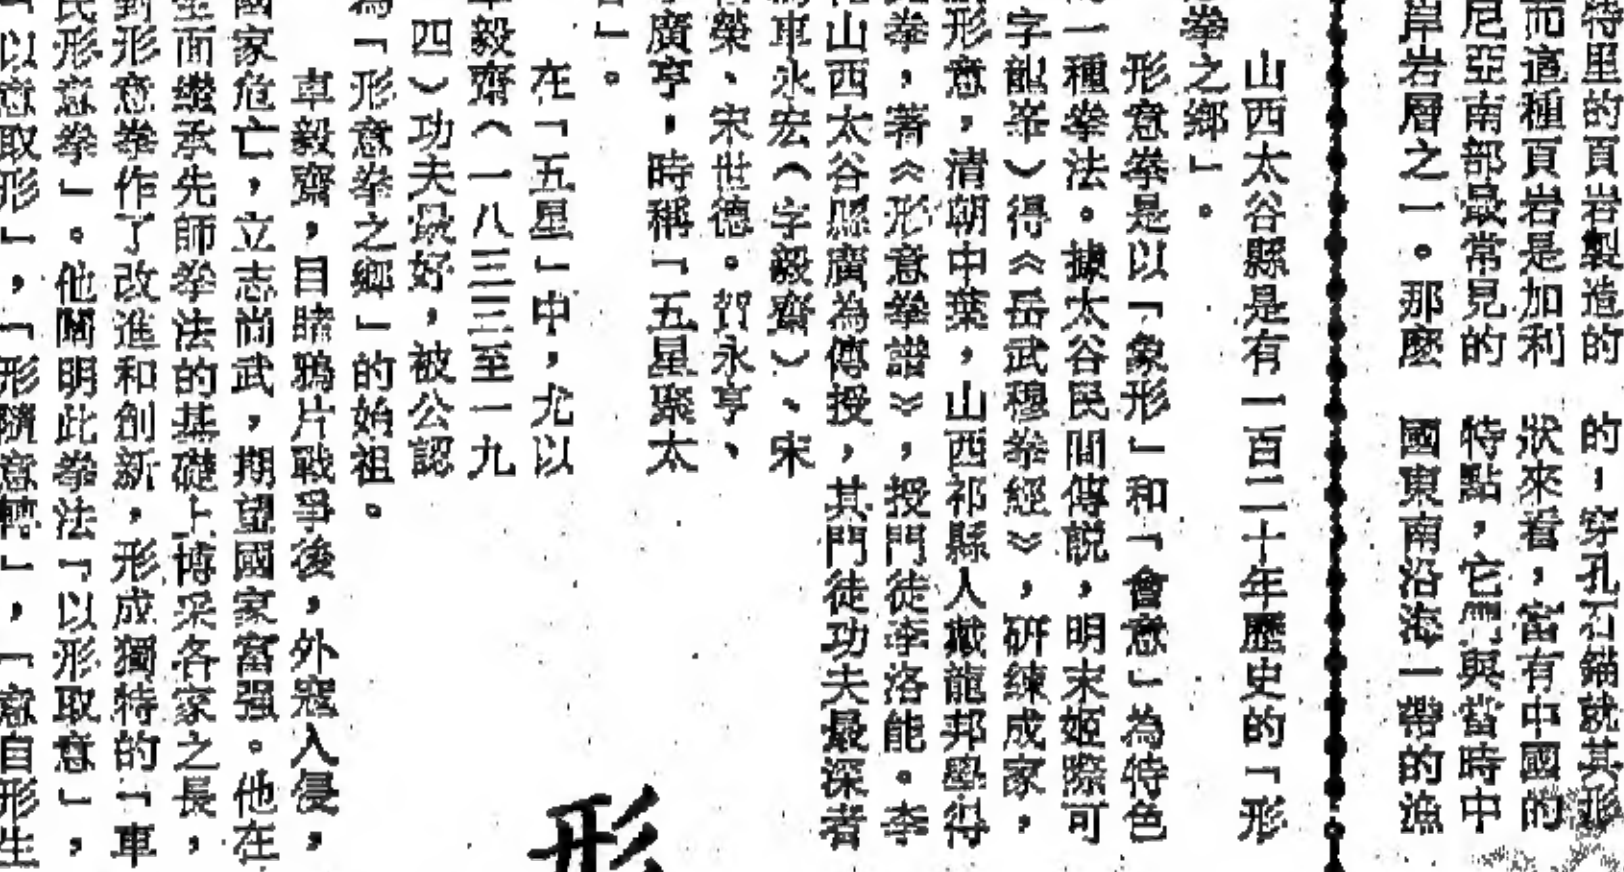 特里的頁岩製造的
而這種頁岩是加利
尼亞南部最常見的
岸岩層之一。那麽
的，穿孔石錨就其形
狀來看，富有中國的
特點，它們與當時中
國東南沿海一帶的漁
山西太谷縣是有一百二十年歷史的「形
拳之鄉」。
形意拳是以「象形」和「會意」為特色
一種拳法。據太谷民間傳説，明末姬際可
字龍峯）得《岳武穆拳經》，研練成家，
形意，清朝中葉，山西祁縣人戴龍邦學得
拳，著《形意拳譜》，授門徒李洛能。李
山西太谷縣廣為傳授，其門徒功夫最深者
車永宏（字毅齋）、宋
榮、宋世德。賀永亨、
廣亨，時稱「五星聚太
」。
在「五星」中，尤以
毅齋（一八三三至一九
四）功夫最好，被公認
為「形意拳之鄉」的始祖。
車毅齋，目睹鴉片戰爭後，外寇入侵，
國家危亡，立志尚武，期望國家富强。他在
面繼承先師拳法的基礎上博采各家之長，
對形意拳作了改進和創新，形成獨特的「車
形意拳」。他闡明此拳法「以形取意」，
「以意取形」，「形隨意轉」，「意自形生
形